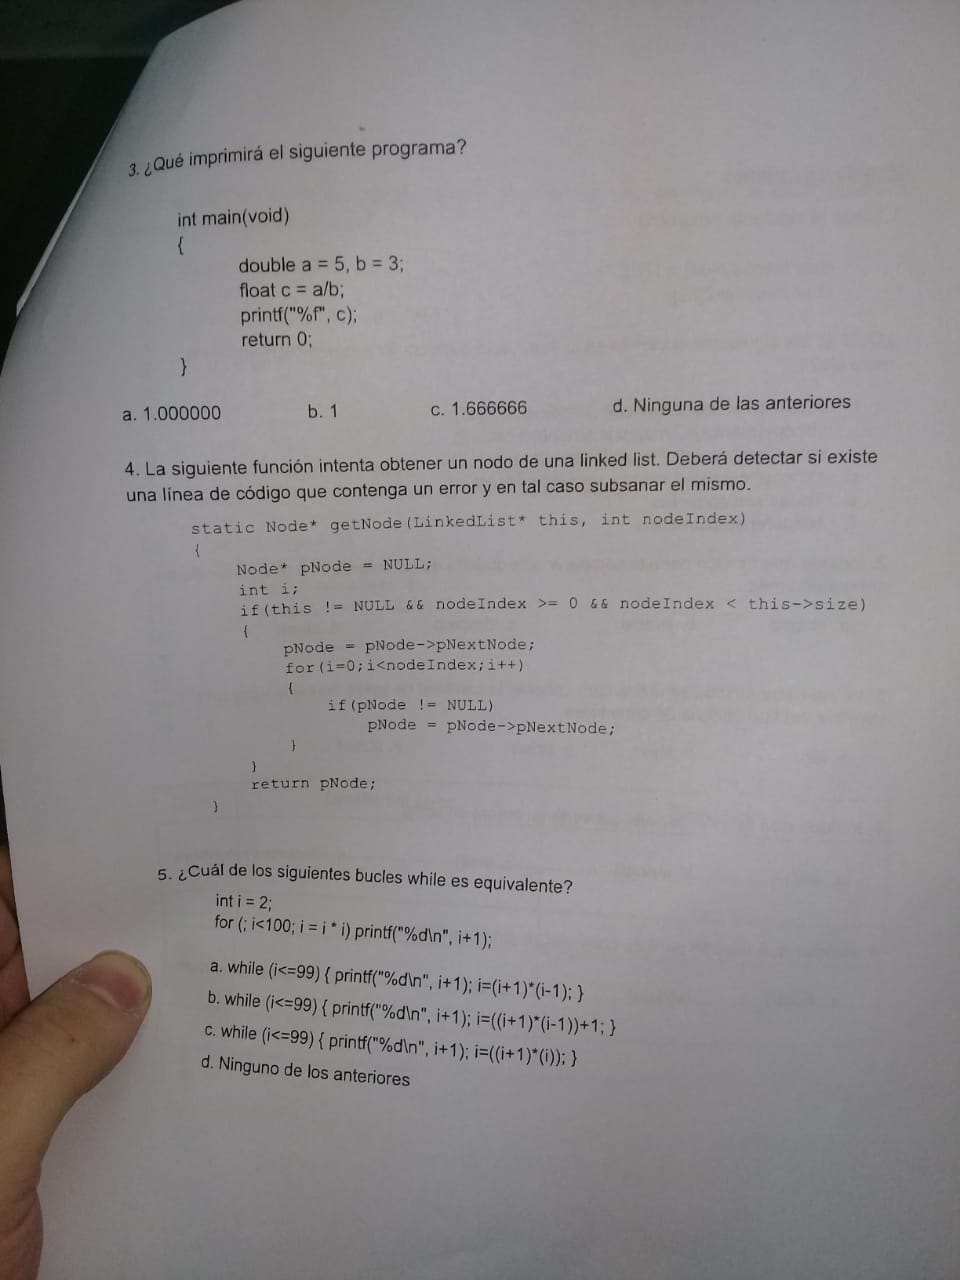 3. ¿Qué imprimirá el siguiente programa?
int main(void)
{
double a = 5, b = 3;
float c = a/b;
printf("%f", c);
return 0;
}
a. 1.000000 b. 1 c. 1.666666 d. Ninguna de las anteriores
4. La siguiente función intenta obtener un nodo de una linked list. Deberá detectar si existe
una línea de código que contenga un error y en tal caso subsanar el mismo.
static Node* getNode(LinkedList* this, int nodeIndex)
{
Node* pNode = NULL;
int i;
if(this != NULL && nodeIndex >= 0 && nodeIndex < this->size)
{
pNode = pNode->pNextNode;
for(i=0;i<nodeIndex;i++)
{
if(pNode != NULL)
pNode = pNode->pNextNode;
}
}
return pNode;
}
5. ¿Cuál de los siguientes bucles while es equivalente?
int i = 2;
for (; i<100; i = i * i) printf("%d\n", i+1);
a. while (i<=99) { printf("%d\n", i+1); i=(i+1)*(i-1); }
b. while (i<=99) { printf("%d\n", i+1); i=((i+1)*(i-1))+1; }
c. while (i<=99) { printf("%d\n", i+1); i=((i+1)*(i)); }
d. Ninguno de los anteriores